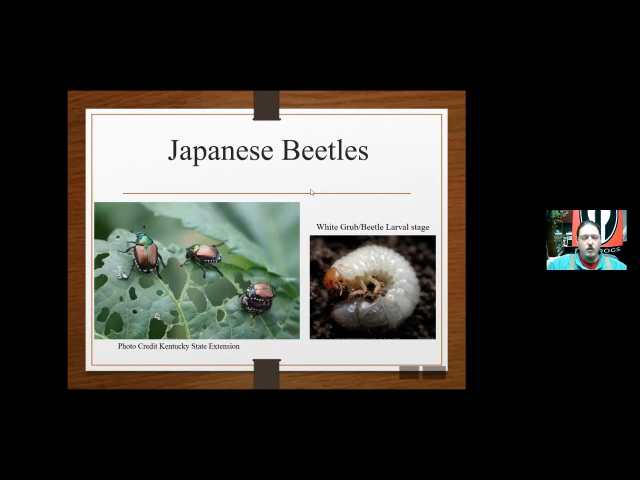 Japanese Beetles
White Grub/Beetle Larval stage
Photo Credit Kentucky State Extension